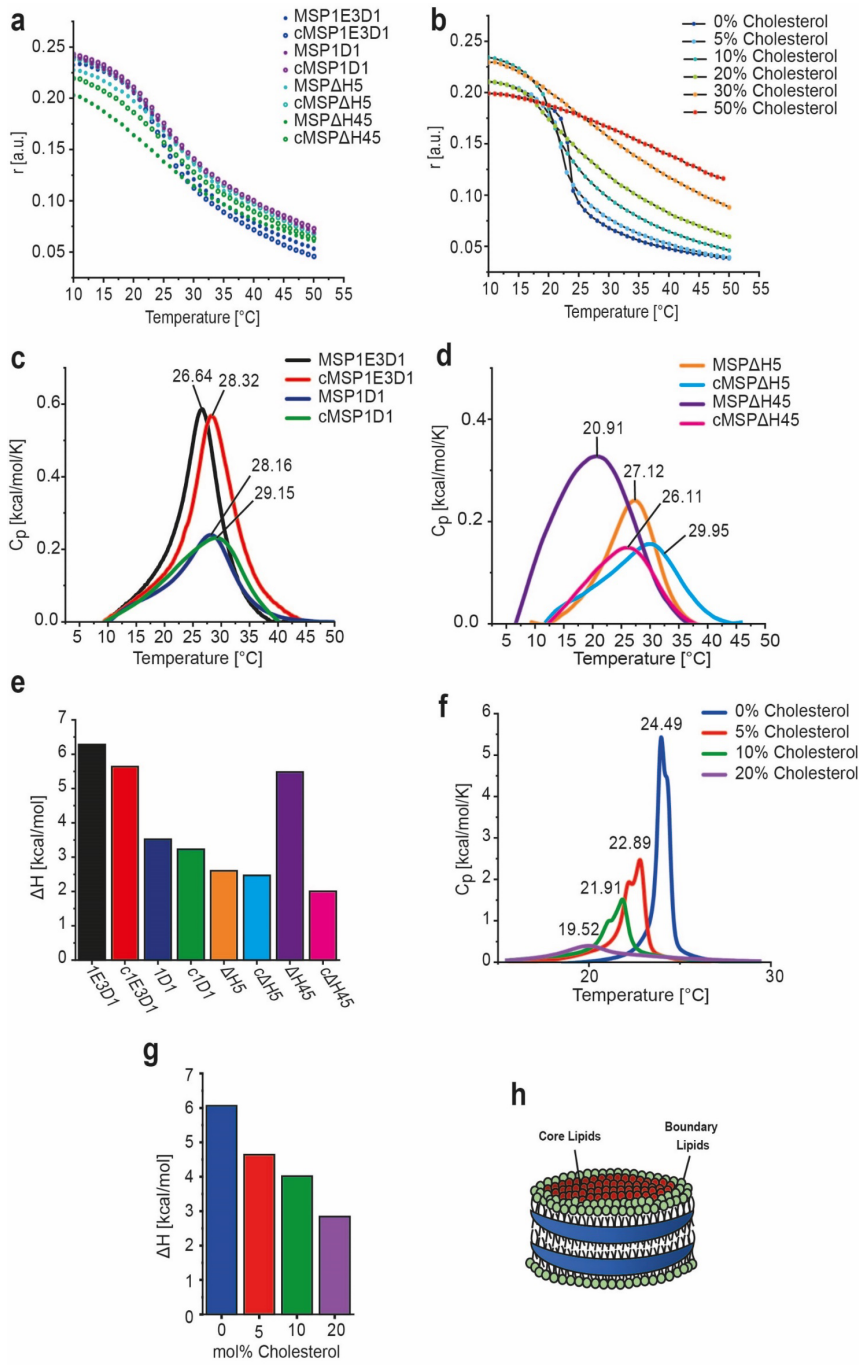 a
MSP1E3D1
cMSP1E3D1
MSP1D1
cMSP1D1
MSPΔH5
cMSPΔH5
MSPΔH45
cMSPΔH45
0.25
0.20
0.15
0.10
0.05
r [a.u.]
10 15 20 25 30 35 40 45 50 55
Temperature [°C]
b
0% Cholesterol
5% Cholesterol
10% Cholesterol
20% Cholesterol
30% Cholesterol
50% Cholesterol
0.25
0.20
0.15
0.10
0.05
r [a.u.]
10 15 20 25 30 35 40 45 50 55
Temperature [°C]
c
MSP1E3D1
cMSP1E3D1
MSP1D1
cMSP1D1
26.64
28.32
28.16
29.15
0.6
0.4
0.2
0.0
Cp [kcal/mol/K]
5 10 15 20 25 30 35 40 45 50
Temperature [°C]
d
MSPΔH5
cMSPΔH5
MSPΔH45
cMSPΔH45
20.91
27.12
26.11
29.95
0.4
0.2
0.0
Cp [kcal/mol/K]
5 10 15 20 25 30 35 40 45 50
Temperature [°C]
e
7
6
5
4
3
2
1
0
ΔH [kcal/mol]
1E3D1 c1E3D1 1D1 c1D1 ΔH5 cΔH5 ΔH45 cΔH45
f
0% Cholesterol
5% Cholesterol
10% Cholesterol
20% Cholesterol
24.49
22.89
21.91
19.52
6
5
4
3
2
1
0
Cp [kcal/mol/K]
20 30
Temperature [°C]
g
7
6
5
4
3
2
1
0
ΔH [kcal/mol]
0 5 10 20
mol% Cholesterol
h
Core Lipids
Boundary
Lipids